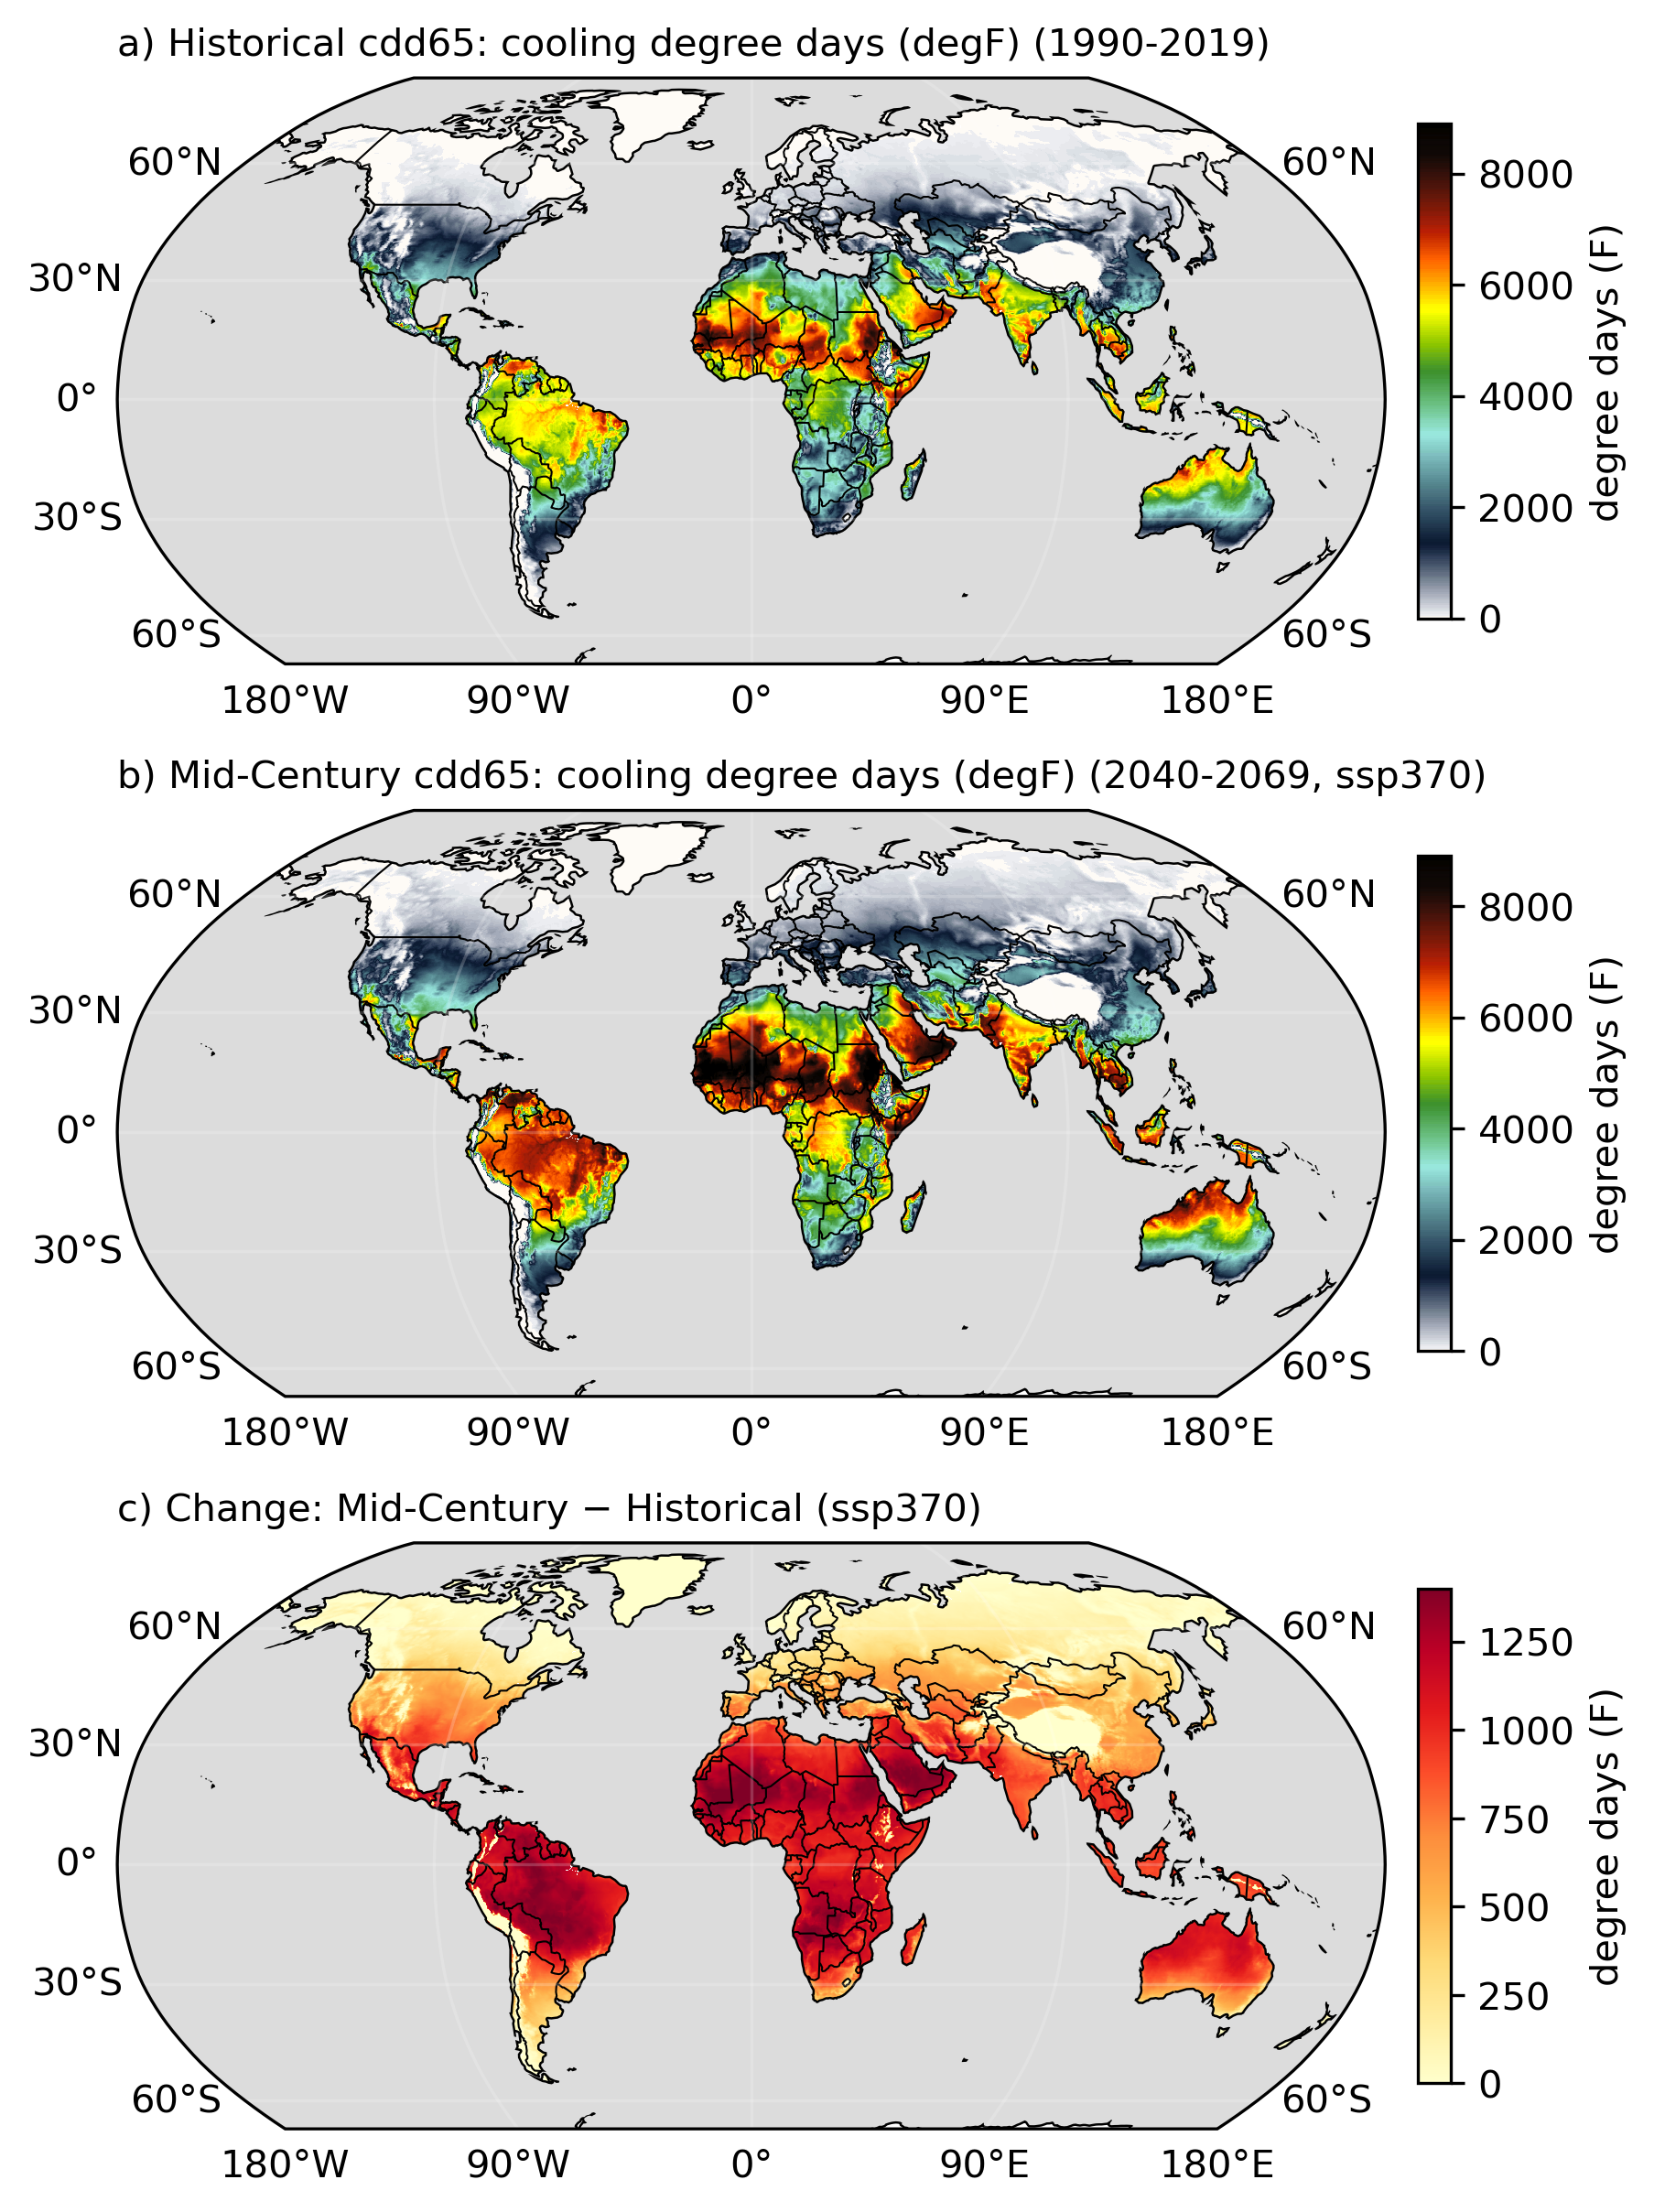 a) Historical cdd65: cooling degree days (degF) (1990-2019)
60°N
60°N
30°N
0°
30°S
60°S
60°S
180°W
90°W
0°
90°E
180°E
8000
6000
4000
2000
0
degree days (F)
b) Mid-Century cdd65: cooling degree days (degF) (2040-2069, ssp370)
60°N
60°N
30°N
0°
30°S
60°S
60°S
180°W
90°W
0°
90°E
180°E
8000
6000
4000
2000
0
degree days (F)
c) Change: Mid-Century − Historical (ssp370)
60°N
60°N
30°N
0°
30°S
60°S
60°S
180°W
90°W
0°
90°E
180°E
1250
1000
750
500
250
0
degree days (F)